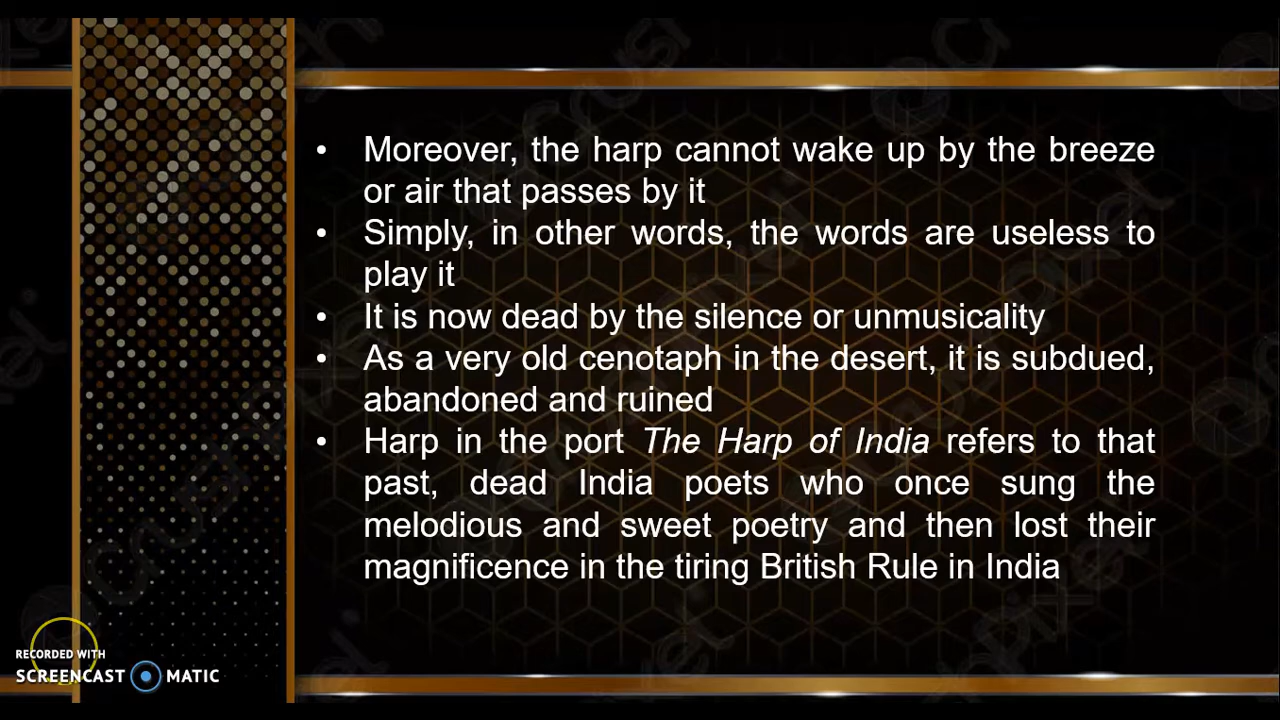 • Moreover, the harp cannot wake up by the breeze
or air that passes by it
• Simply, in other words, the words are useless to
play it
• It is now dead by the silence or unmusicality
• As a very old cenotaph in the desert, it is subdued,
abandoned and ruined
• Harp in the port The Harp of India refers to that
past, dead India poets who once sung the
melodious and sweet poetry and then lost their
magnificence in the tiring British Rule in India
RECORDED WITH
SCREENCAST MATIC